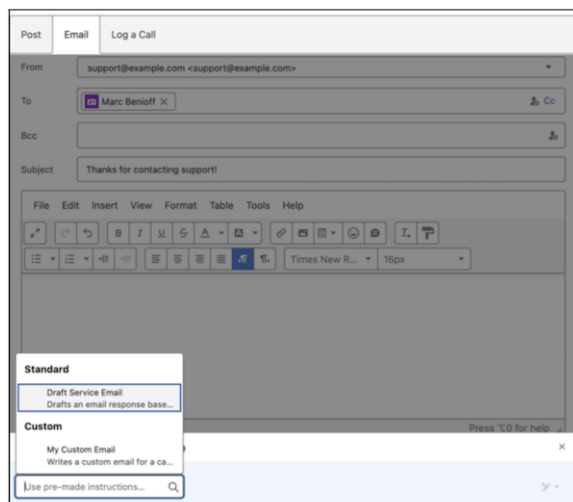 Post Email Log a Call
From support@example.com <support@example.com>
To Marc Benioff × Cc
Bcc
Subject Thanks for contacting support!
File Edit Insert View Format Table Tools Help
B I U S A
Times New R... 16px
Standard
Draft Service Email
Drafts an email response base...
Custom
Press ⌥0 for help
My Custom Email
Writes a custom email for a ca...
Use pre-made instructions...